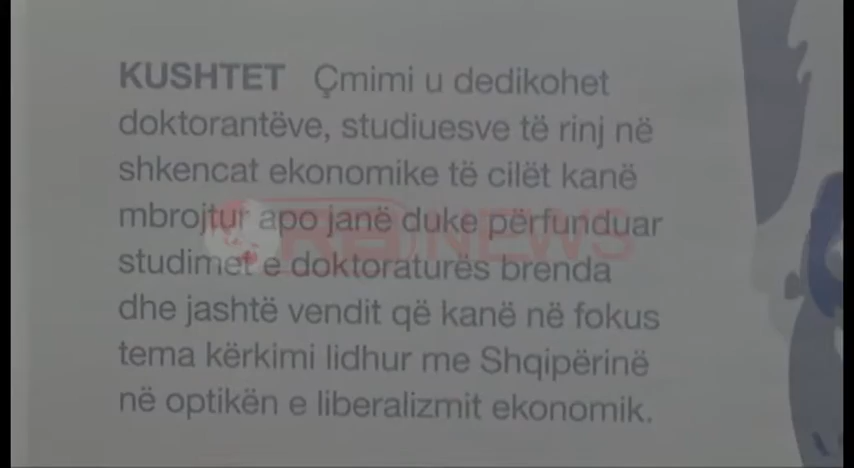 KUSHTET Çmimi u dedikohet
doktorantëve, studiuesve të rinj në
shkencat ekonomike të cilët kanë
mbrojtur apo janë duke përfunduar
studimet e doktoraturës brenda
dhe jashtë vendit që kanë në fokus
tema kërkimi lidhur me Shqipërinë
në optikën e liberalizmit ekonomik.
NEWS